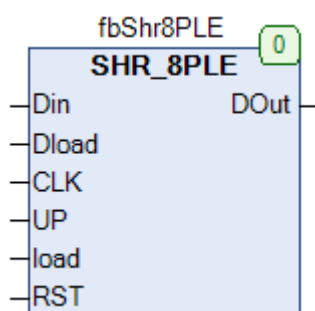 fbShr8PLE
0
SHR_8PLE
Din DOut
Dload
CLK
UP
load
RST